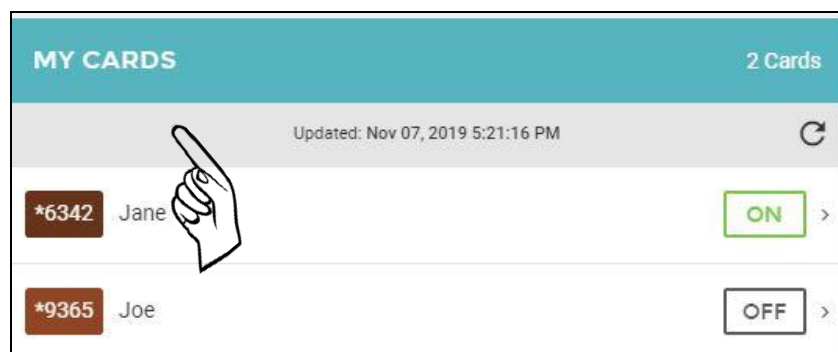 MY CARDS 2 Cards
Updated: Nov 07, 2019 5:21:16 PM
*6342 Jane ON >
*9365 Joe OFF >